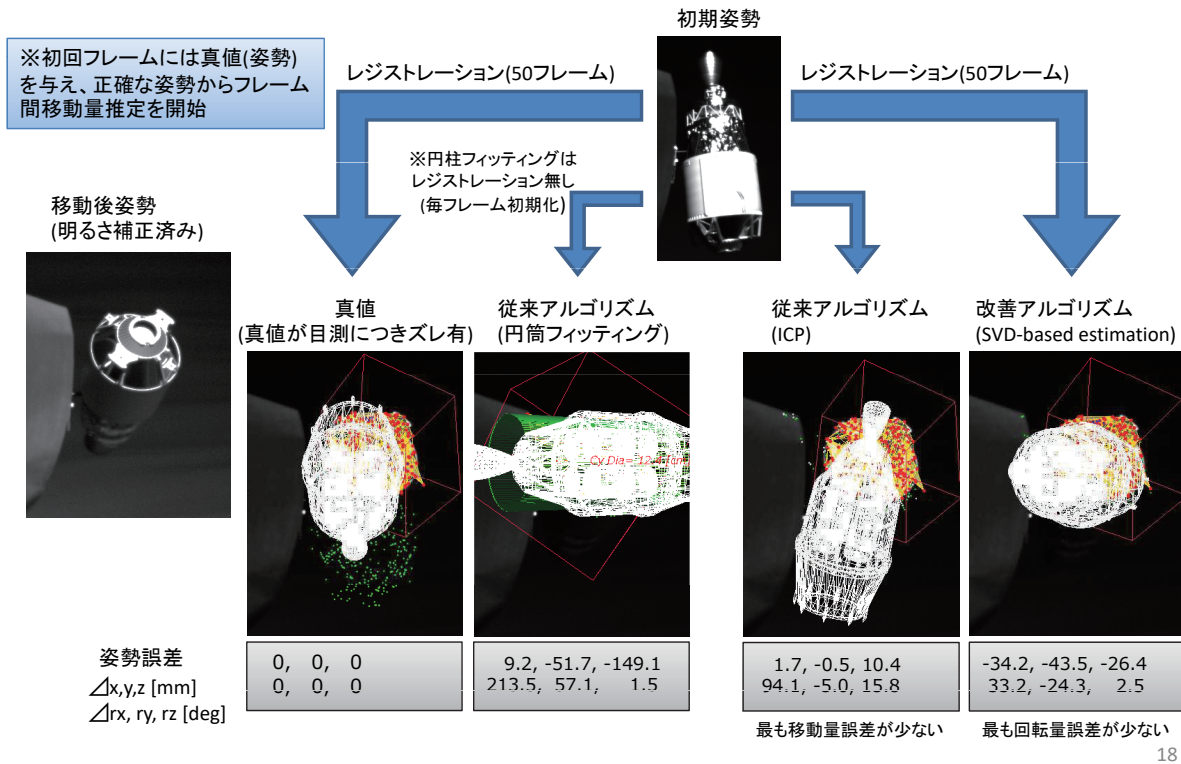 初期姿勢
※初回フレームには真値(姿勢)
を与え、正確な姿勢からフレーム
間移動量推定を開始
レジストレーション(50フレーム)
レジストレーション(50フレーム)
※円柱フィッティングは
レジストレーション無し
(毎フレーム初期化)
移動後姿勢
(明るさ補正済み)
真値
(真値が目測につきズレ有)
従来アルゴリズム
(円筒フィッティング)
従来アルゴリズム
(ICP)
改善アルゴリズム
(SVD-based estimation)
Cy.Dia=
姿勢誤差
⊿x,y,z [mm]
⊿rx, ry, rz [deg]
0, 0, 0
0, 0, 0
9.2, -51.7, -149.1
213.5, 57.1, 1.5
1.7, -0.5, 10.4
94.1, -5.0, 15.8
-34.2, -43.5, -26.4
33.2, -24.3, 2.5
最も移動量誤差が少ない
最も回転量誤差が少ない
18